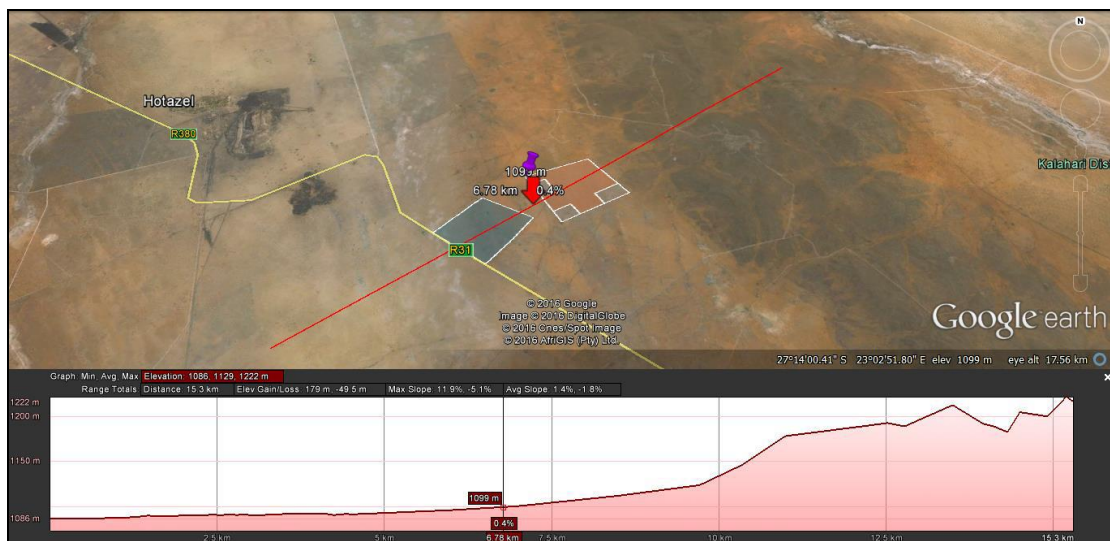 N
Hotazel
R380
1099 m
6.78 km 0.4%
Kalahari Dis
R31
© 2016 Google
Image © 2016 DigitalGlobe
© 2016 Cnes/Spot Image
© 2016 AfriGIS (Pty) Ltd.
Google earth
27°14'00.41" S 23°02'51.80" E elev 1099 m eye alt 17.56 km
Graph: Min, Avg, Max Elevation: 1086, 1129, 1222 m
Range Totals: Distance: 15.3 km Elev Gain/Loss: 179 m, -49.5 m Max Slope: 11.9%, -5.1% Avg Slope: 1.4%, -1.8%
1222 m
1200 m
1150 m
1099 m
1086 m
0.4%
2.5 km 5 km 6.78 km 7.5 km 10 km 12.5 km 15.3 km